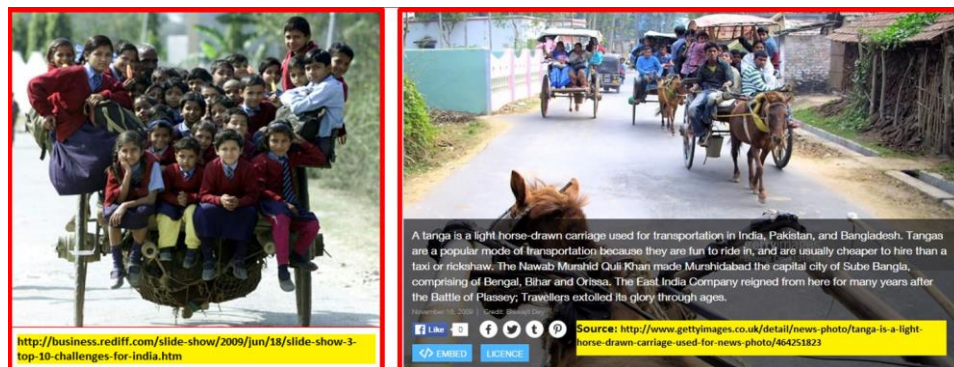 http://business.rediff.com/slide-show/2009/jun/18/slide-show-3-
top-10-challenges-for-india.htm
A tanga is a light horse-drawn carriage used for transportation in India, Pakistan, and Bangladesh. Tangas
are a popular mode of transportation because they are fun to ride in, and are usually cheaper to hire than a
taxi or rickshaw. The Nawab Murshid Quli Khan made Murshidabad the capital city of Sube Bangla,
comprising of Bengal, Bihar and Orissa. The East India Company reigned from here for many years after
the Battle of Plassey; Travellers extolled its glory through ages.
November 18, 2009 | Credit: Biswajit Dey
Like 0
EMBED LICENCE
Source: http://www.gettyimages.co.uk/detail/news-photo/tanga-is-a-light-
horse-drawn-carriage-used-for-news-photo/464251823